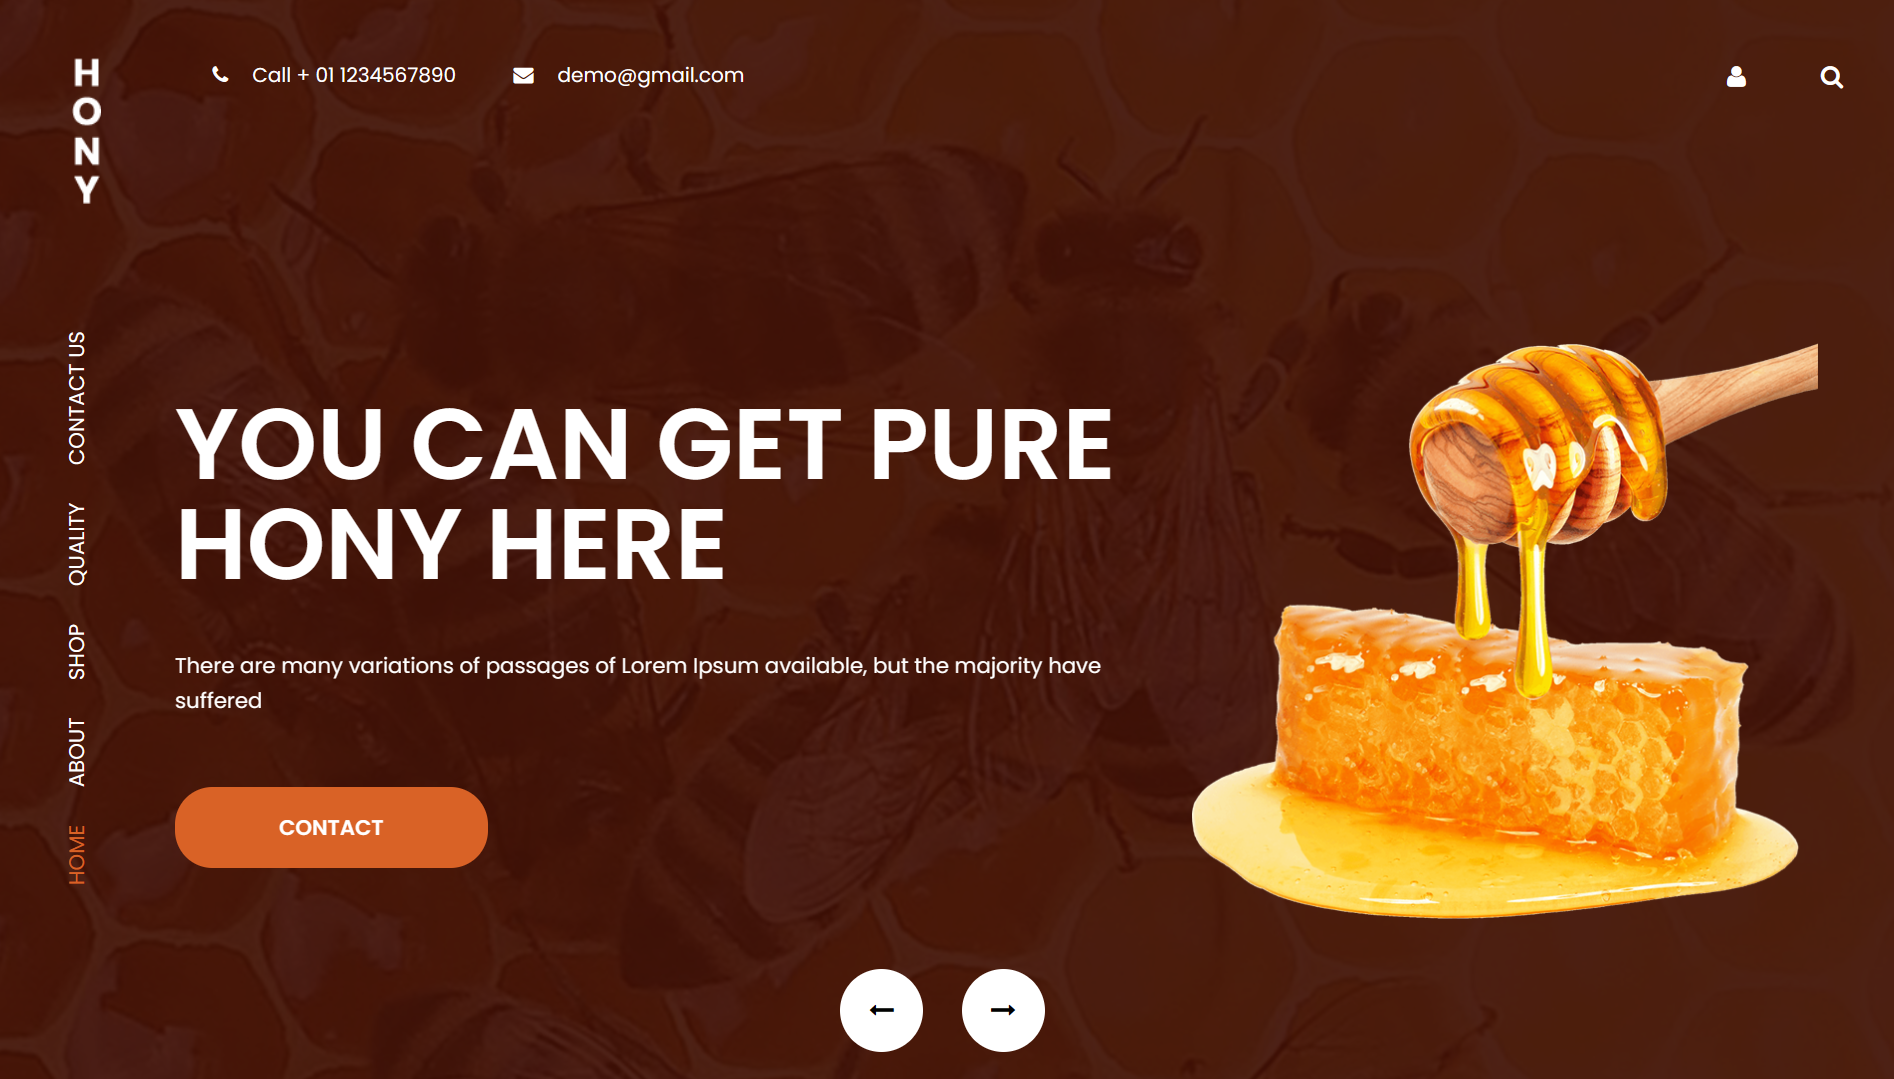 H
O
N
Y
Call + 01 1234567890
demo@gmail.com
CONTACT US
QUALITY
SHOP
ABOUT
HOME
YOU CAN GET PURE
HONY HERE
There are many variations of passages of Lorem Ipsum available, but the majority have
suffered
CONTACT